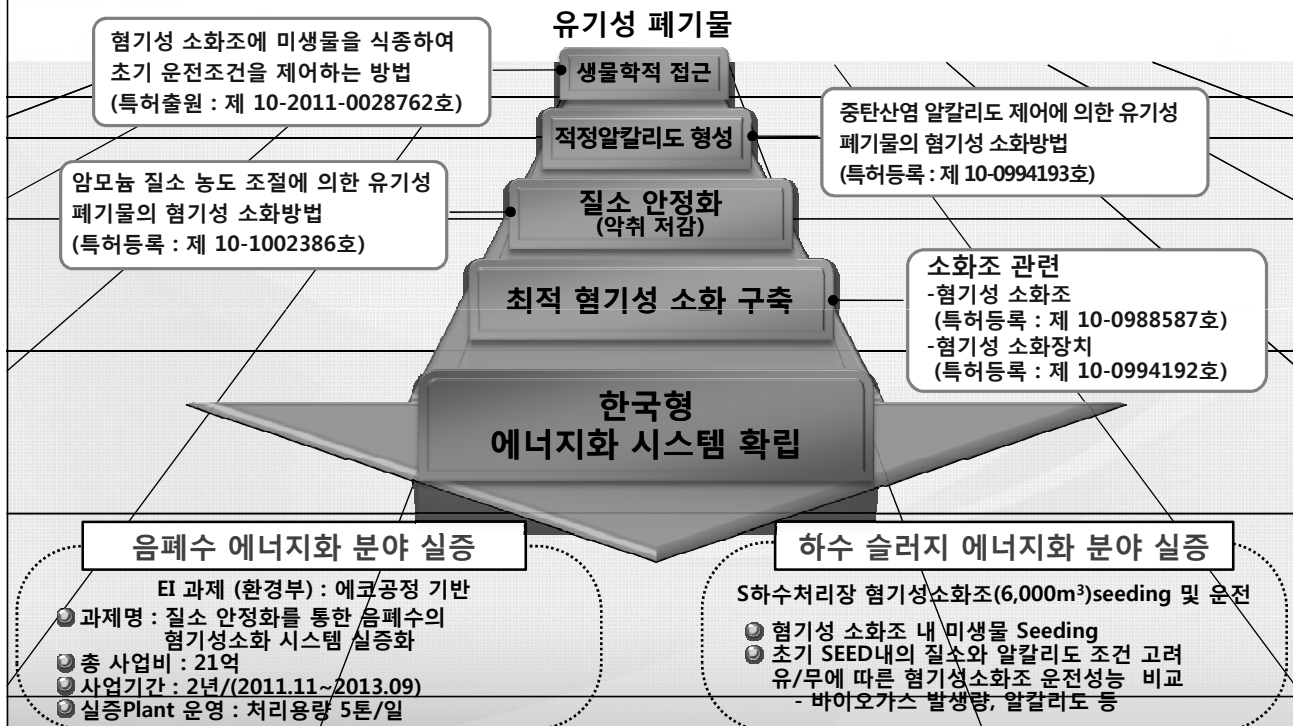 유기성 폐기물
혐기성 소화조에 미생물을 식종하여
초기 운전조건을 제어하는 방법
(특허출원 : 제 10-2011-0028762호)
생물학적 접근
적정알칼리도 형성
중탄산염 알칼리도 제어에 의한 유기성
폐기물의 혐기성 소화방법
(특허등록 : 제 10-0994193호)
암모늄 질소 농도 조절에 의한 유기성
폐기물의 혐기성 소화방법
(특허등록 : 제 10-1002386호)
질소 안정화
(악취 저감)
최적 혐기성 소화 구축
소화조 관련
-혐기성 소화조
(특허등록 : 제 10-0988587호)
-혐기성 소화장치
(특허등록 : 제 10-0994192호)
한국형
에너지화 시스템 확립
음폐수 에너지화 분야 실증
EI 과제 (환경부) : 에코공정 기반
과제명 : 질소 안정화를 통한 음폐수의
혐기성소화 시스템 실증화
총 사업비 : 21억
사업기간 : 2년/(2011.11~2013.09)
실증Plant 운영 : 처리용량 5톤/일
하수 슬러지 에너지화 분야 실증
S하수처리장 혐기성소화조(6,000m³)seeding 및 운전
혐기성 소화조 내 미생물 Seeding
초기 SEED내의 질소와 알칼리도 조건 고려
유/무에 따른 혐기성소화조 운전성능 비교
- 바이오가스 발생량, 알칼리도 등